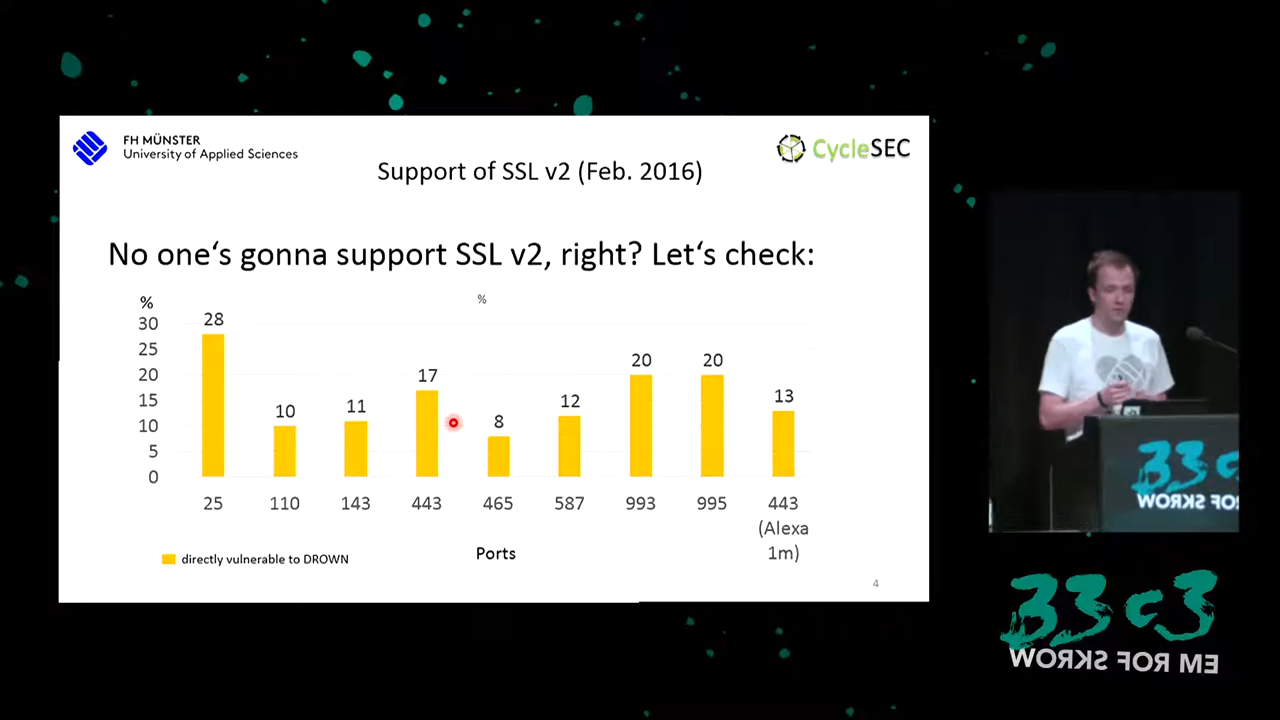 FH MÜNSTER
University of Applied Sciences
CycleSEC
Support of SSL v2 (Feb. 2016)
No one‘s gonna support SSL v2, right? Let‘s check:
%
%
30
25
20
15
10
5
0
28
10
11
17
8
12
20
20
13
25
110
143
443
465
587
993
995
443
(Alexa
1m)
directly vulnerable to DROWN
Ports
4
33C3
WORKS FOR
33C3
WORKS FOR ME